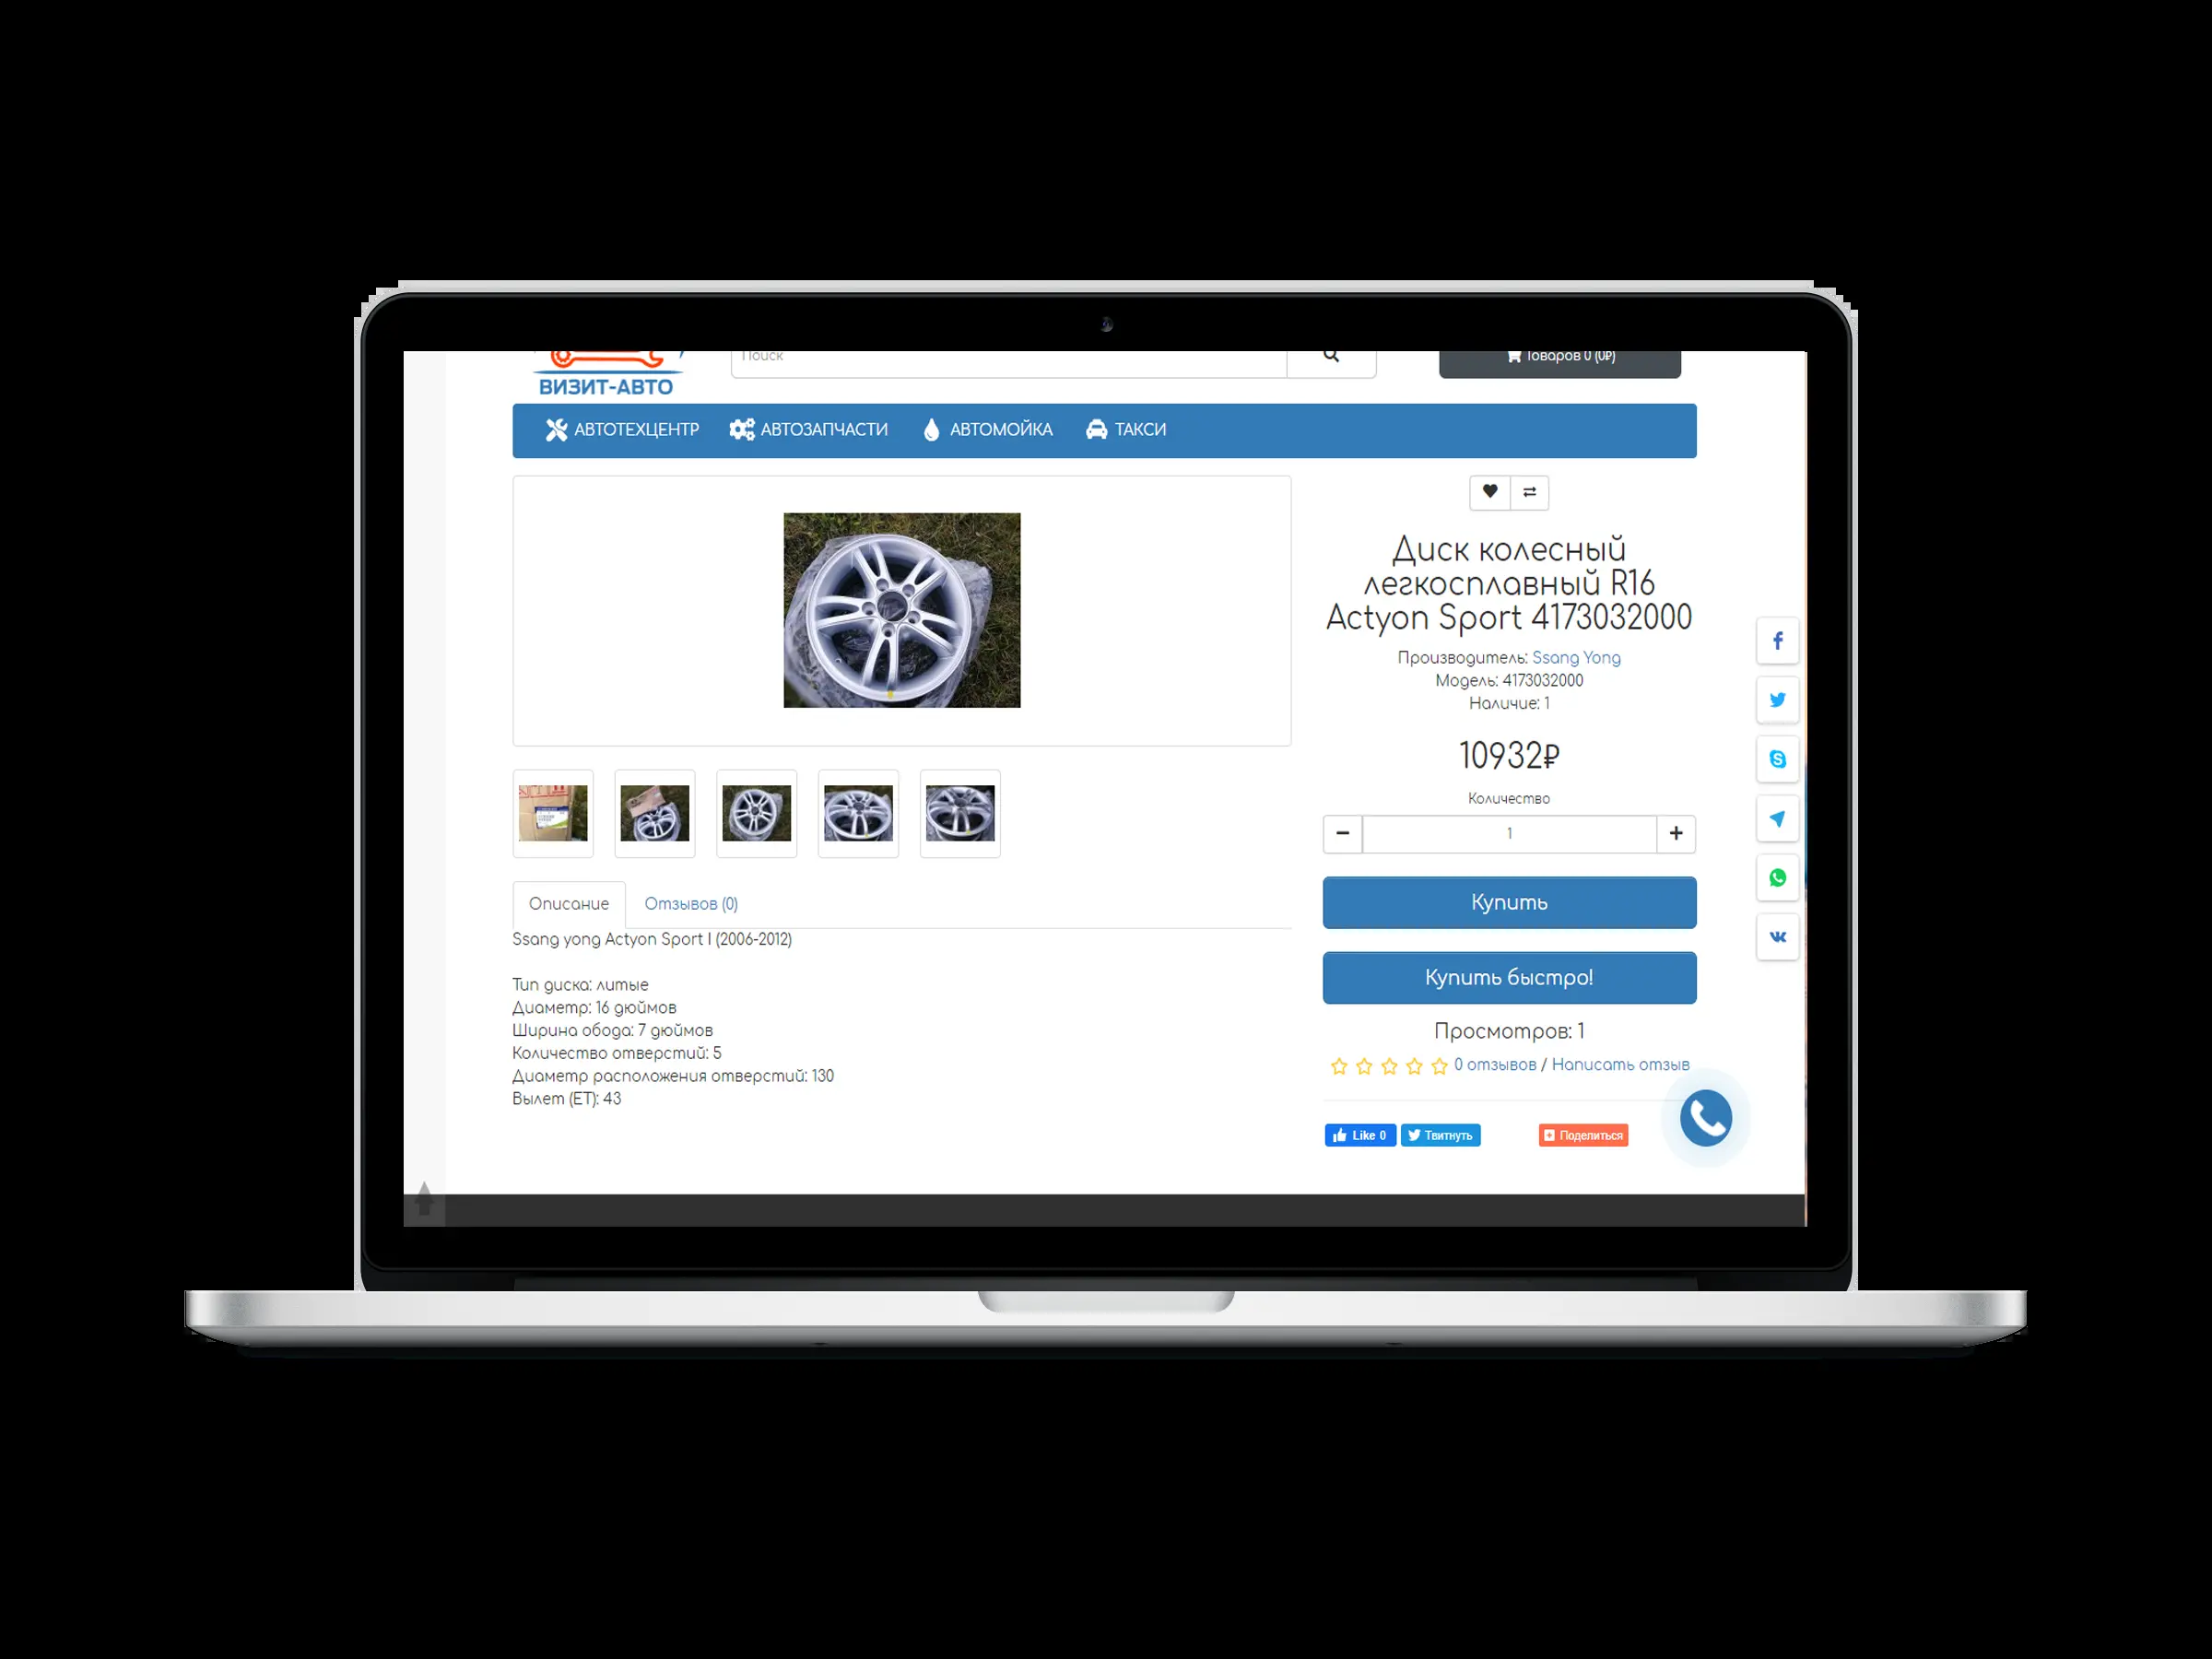 Поиск
Товаров 0 (0₽)
ВИЗИТ-АВТО
АВТОТЕХЦЕНТР
АВТОЗАПЧАСТИ
АВТОМОЙКА
ТАКСИ
Диск колесный
легкосплавный R16
Actyon Sport 4173032000
Производитель: Ssang Yong
Модель: 4173032000
Наличие: 1
10932₽
Количество
1
Купить
Купить быстро!
Просмотров: 1
0 отзывов / Написать отзыв
Like 0
Твитнуть
Поделиться
Описание
Отзывов (0)
Ssang yong Actyon Sport I (2006-2012)
Тип диска: литые
Диаметр: 16 дюймов
Ширина обода: 7 дюймов
Количество отверстий: 5
Диаметр расположения отверстий: 130
Вылет (ET): 43